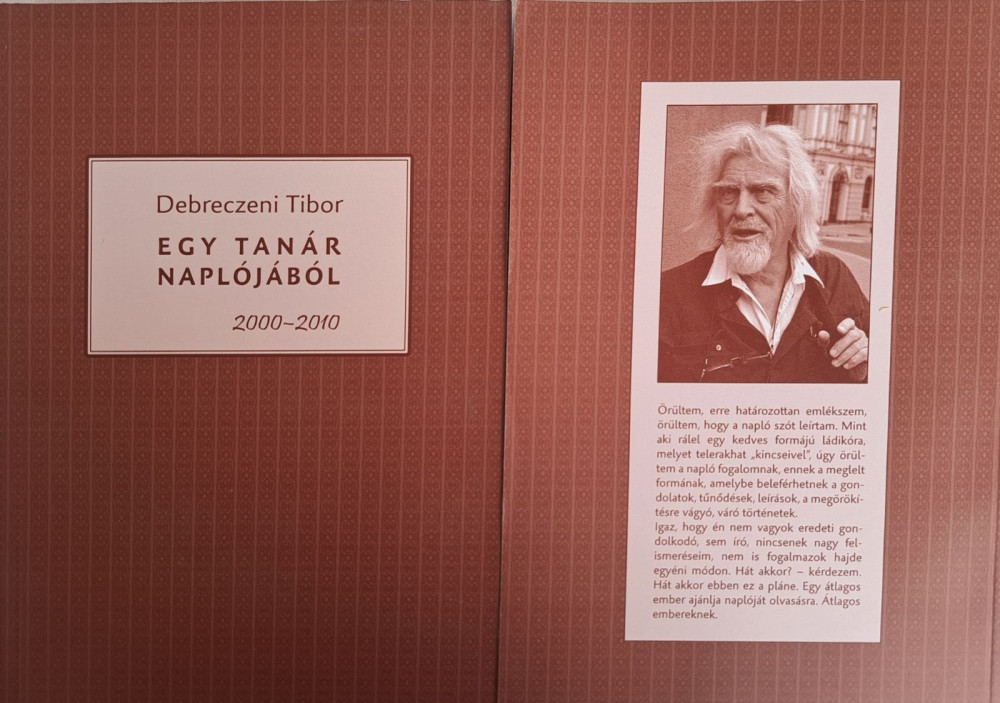 Debreczeni Tibor
EGY TANÁR
NAPLÓJÁBÓL
2000–2010
Örültem, erre határozottan emlékszem,
örültem, hogy a napló szót leírtam. Mint
aki rálel egy kedves formájú ládikóra,
melyet telerakhat „kincseivel”, úgy örül-
tem a napló fogalomnak, ennek a meglelt
formának, amelybe beleférhetnek a gon-
dolatok, tűnődések, leírások, a megörökí-
tésre vágyó, váró történetek.
Igaz, hogy én nem vagyok eredeti gon-
dolkodó, sem író, nincsenek nagy fel-
ismeréseim, nem is fogalmazok hajde
egyéni módon. Hát akkor? – kérdezem.
Hát akkor ebben ez a pláne. Egy átlagos
ember ajánlja naplóját olvasásra. Átlagos
embereknek.